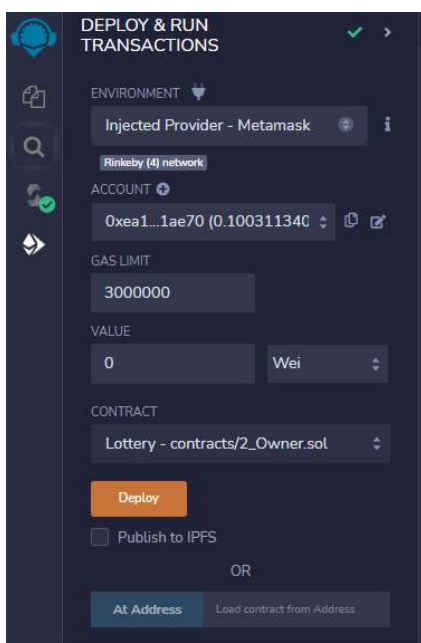 DEPLOY & RUN
TRANSACTIONS
ENVIRONMENT
Injected Provider - Metamask
i
Rinkeby (4) network
ACCOUNT
0xea1...1ae70 (0.10031134
GAS LIMIT
3000000
VALUE
0 Wei
CONTRACT
Lottery - contracts/2_Owner.sol
Deploy
Publish to IPFS
OR
At Address Load contract from Address